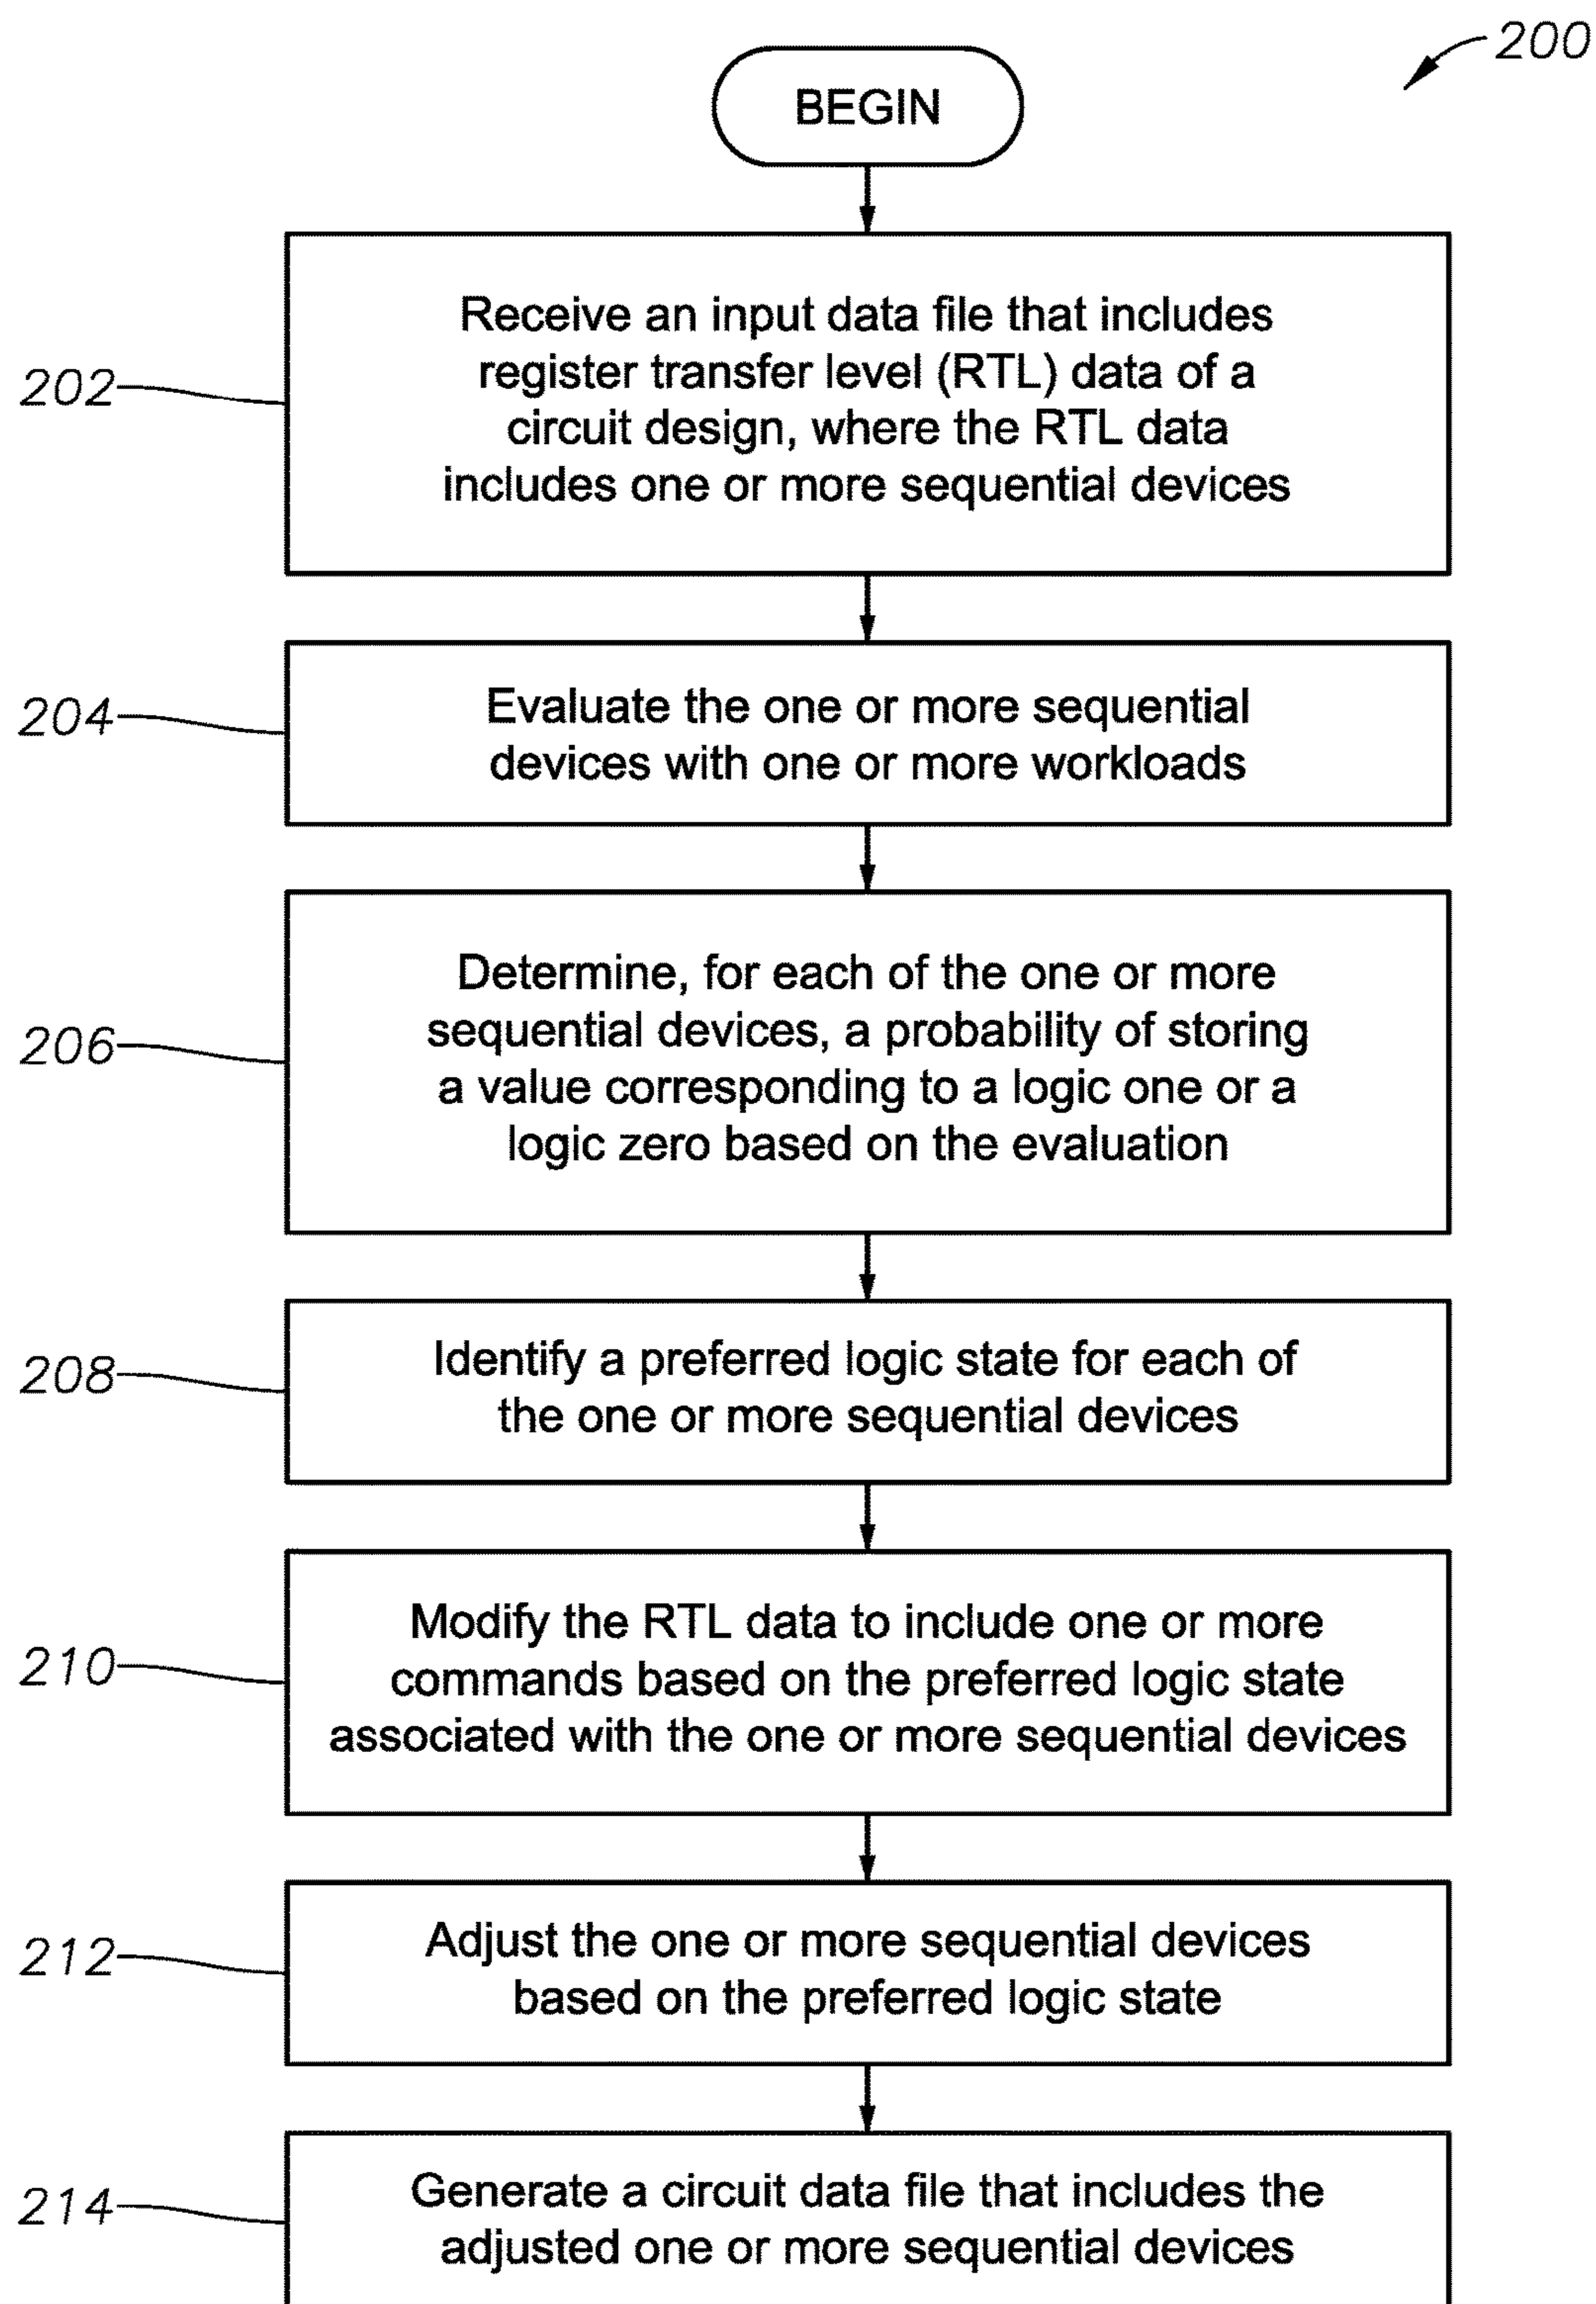 200
BEGIN
202
Receive an input data file that includes
register transfer level (RTL) data of a
circuit design, where the RTL data
includes one or more sequential devices
204
Evaluate the one or more sequential
devices with one or more workloads
206
Determine, for each of the one or more
sequential devices, a probability of storing
a value corresponding to a logic one or a
logic zero based on the evaluation
208
Identify a preferred logic state for each of
the one or more sequential devices
210
Modify the RTL data to include one or more
commands based on the preferred logic state
associated with the one or more sequential devices
212
Adjust the one or more sequential devices
based on the preferred logic state
214
Generate a circuit data file that includes the
adjusted one or more sequential devices